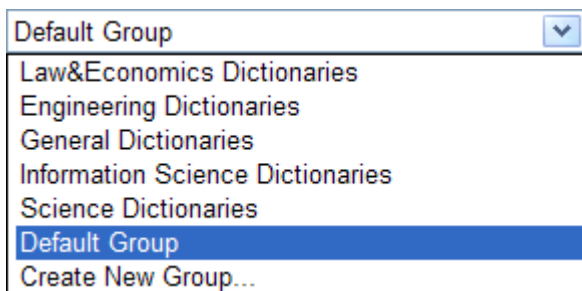 Default Group
Law&Economics Dictionaries
Engineering Dictionaries
General Dictionaries
Information Science Dictionaries
Science Dictionaries
Default Group
Create New Group...